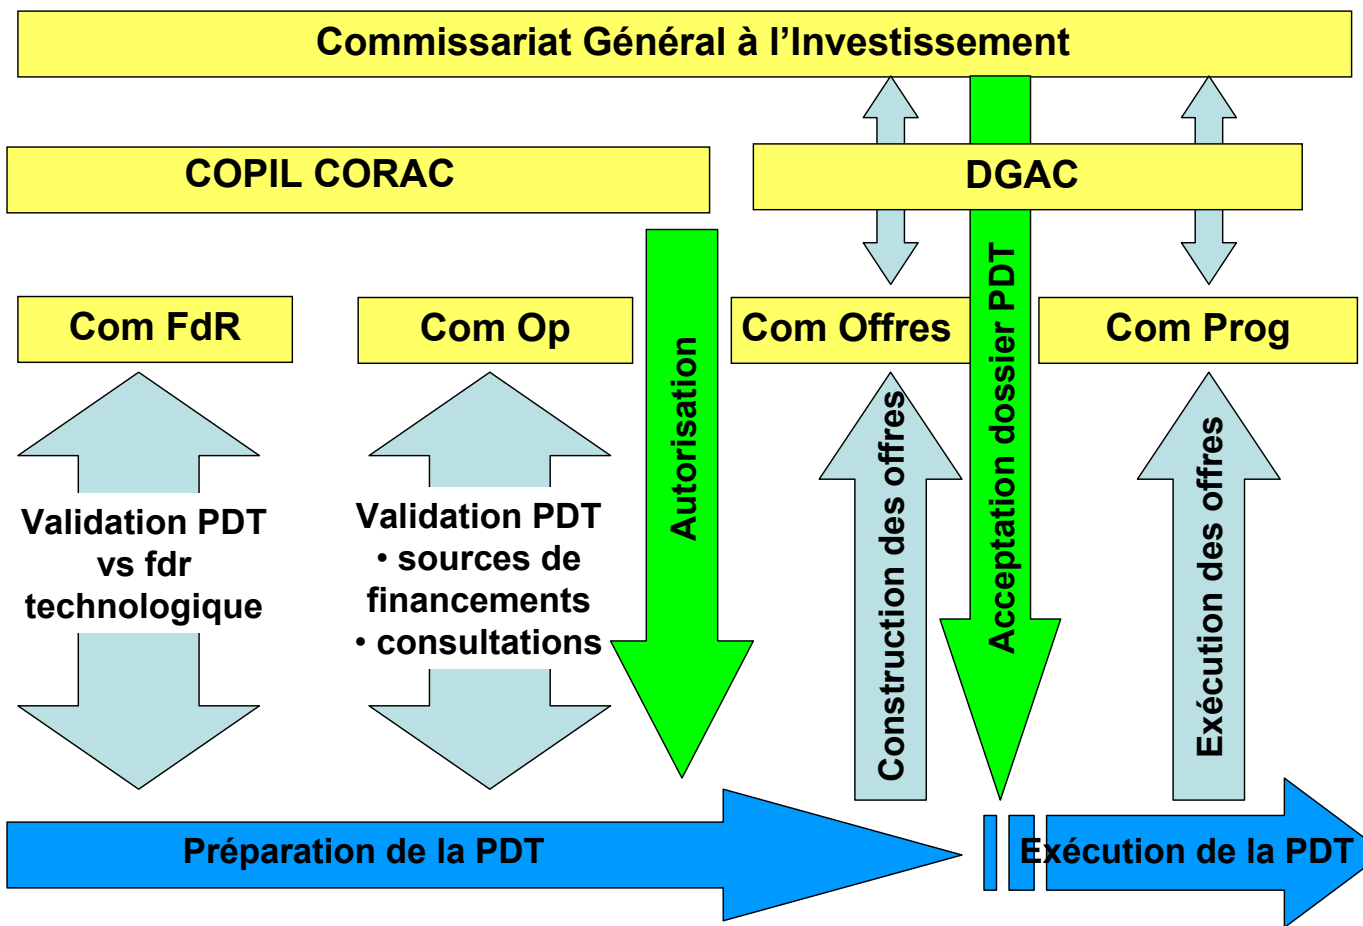 Commissariat Général à l’Investissement
COPIL CORAC
DGAC
Com FdR
Com Op
Com Offres
Com Prog
Validation PDT
vs fdr
technologique
Validation PDT
• sources de
financements
• consultations
Autorisation
Construction des offres
Acceptation dossier PDT
Exécution des offres
Préparation de la PDT
Exécution de la PDT